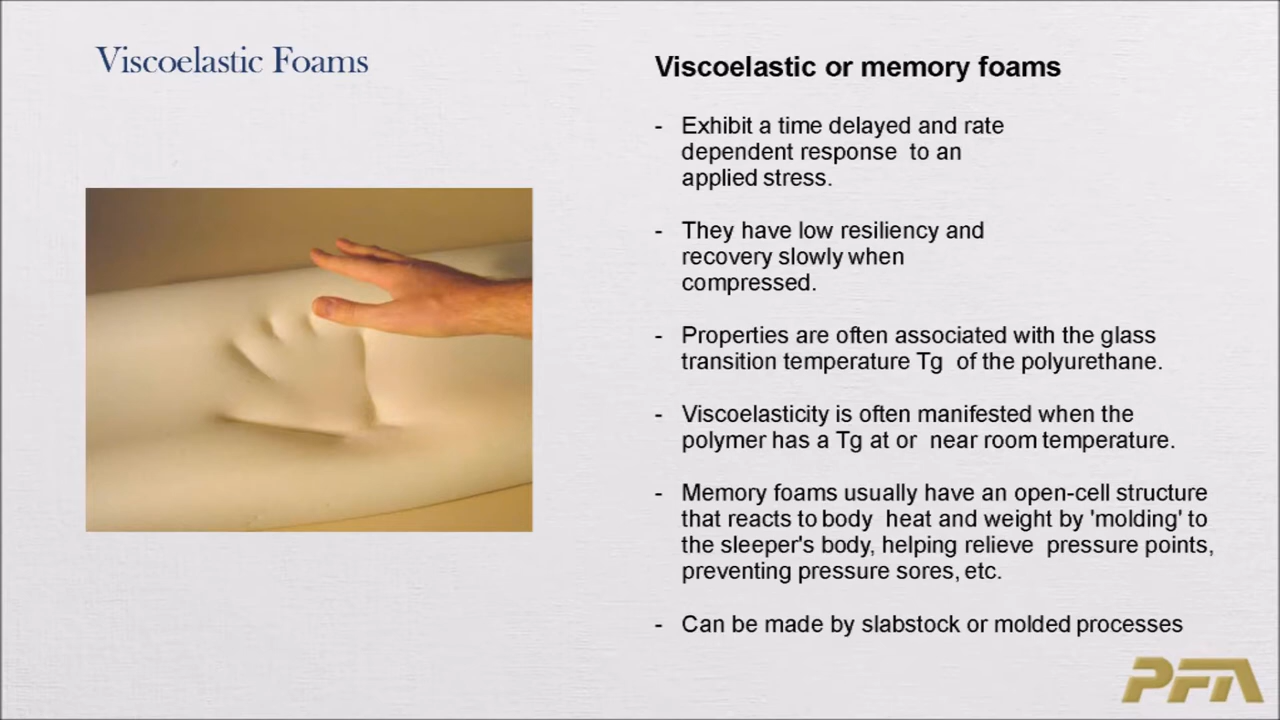 Viscoelastic Foams
Viscoelastic or memory foams
- Exhibit a time delayed and rate
dependent response to an
applied stress.
- They have low resiliency and
recovery slowly when
compressed.
- Properties are often associated with the glass
transition temperature Tg of the polyurethane.
- Viscoelasticity is often manifested when the
polymer has a Tg at or near room temperature.
- Memory foams usually have an open-cell structure
that reacts to body heat and weight by 'molding' to
the sleeper's body, helping relieve pressure points,
preventing pressure sores, etc.
- Can be made by slabstock or molded processes
PFA